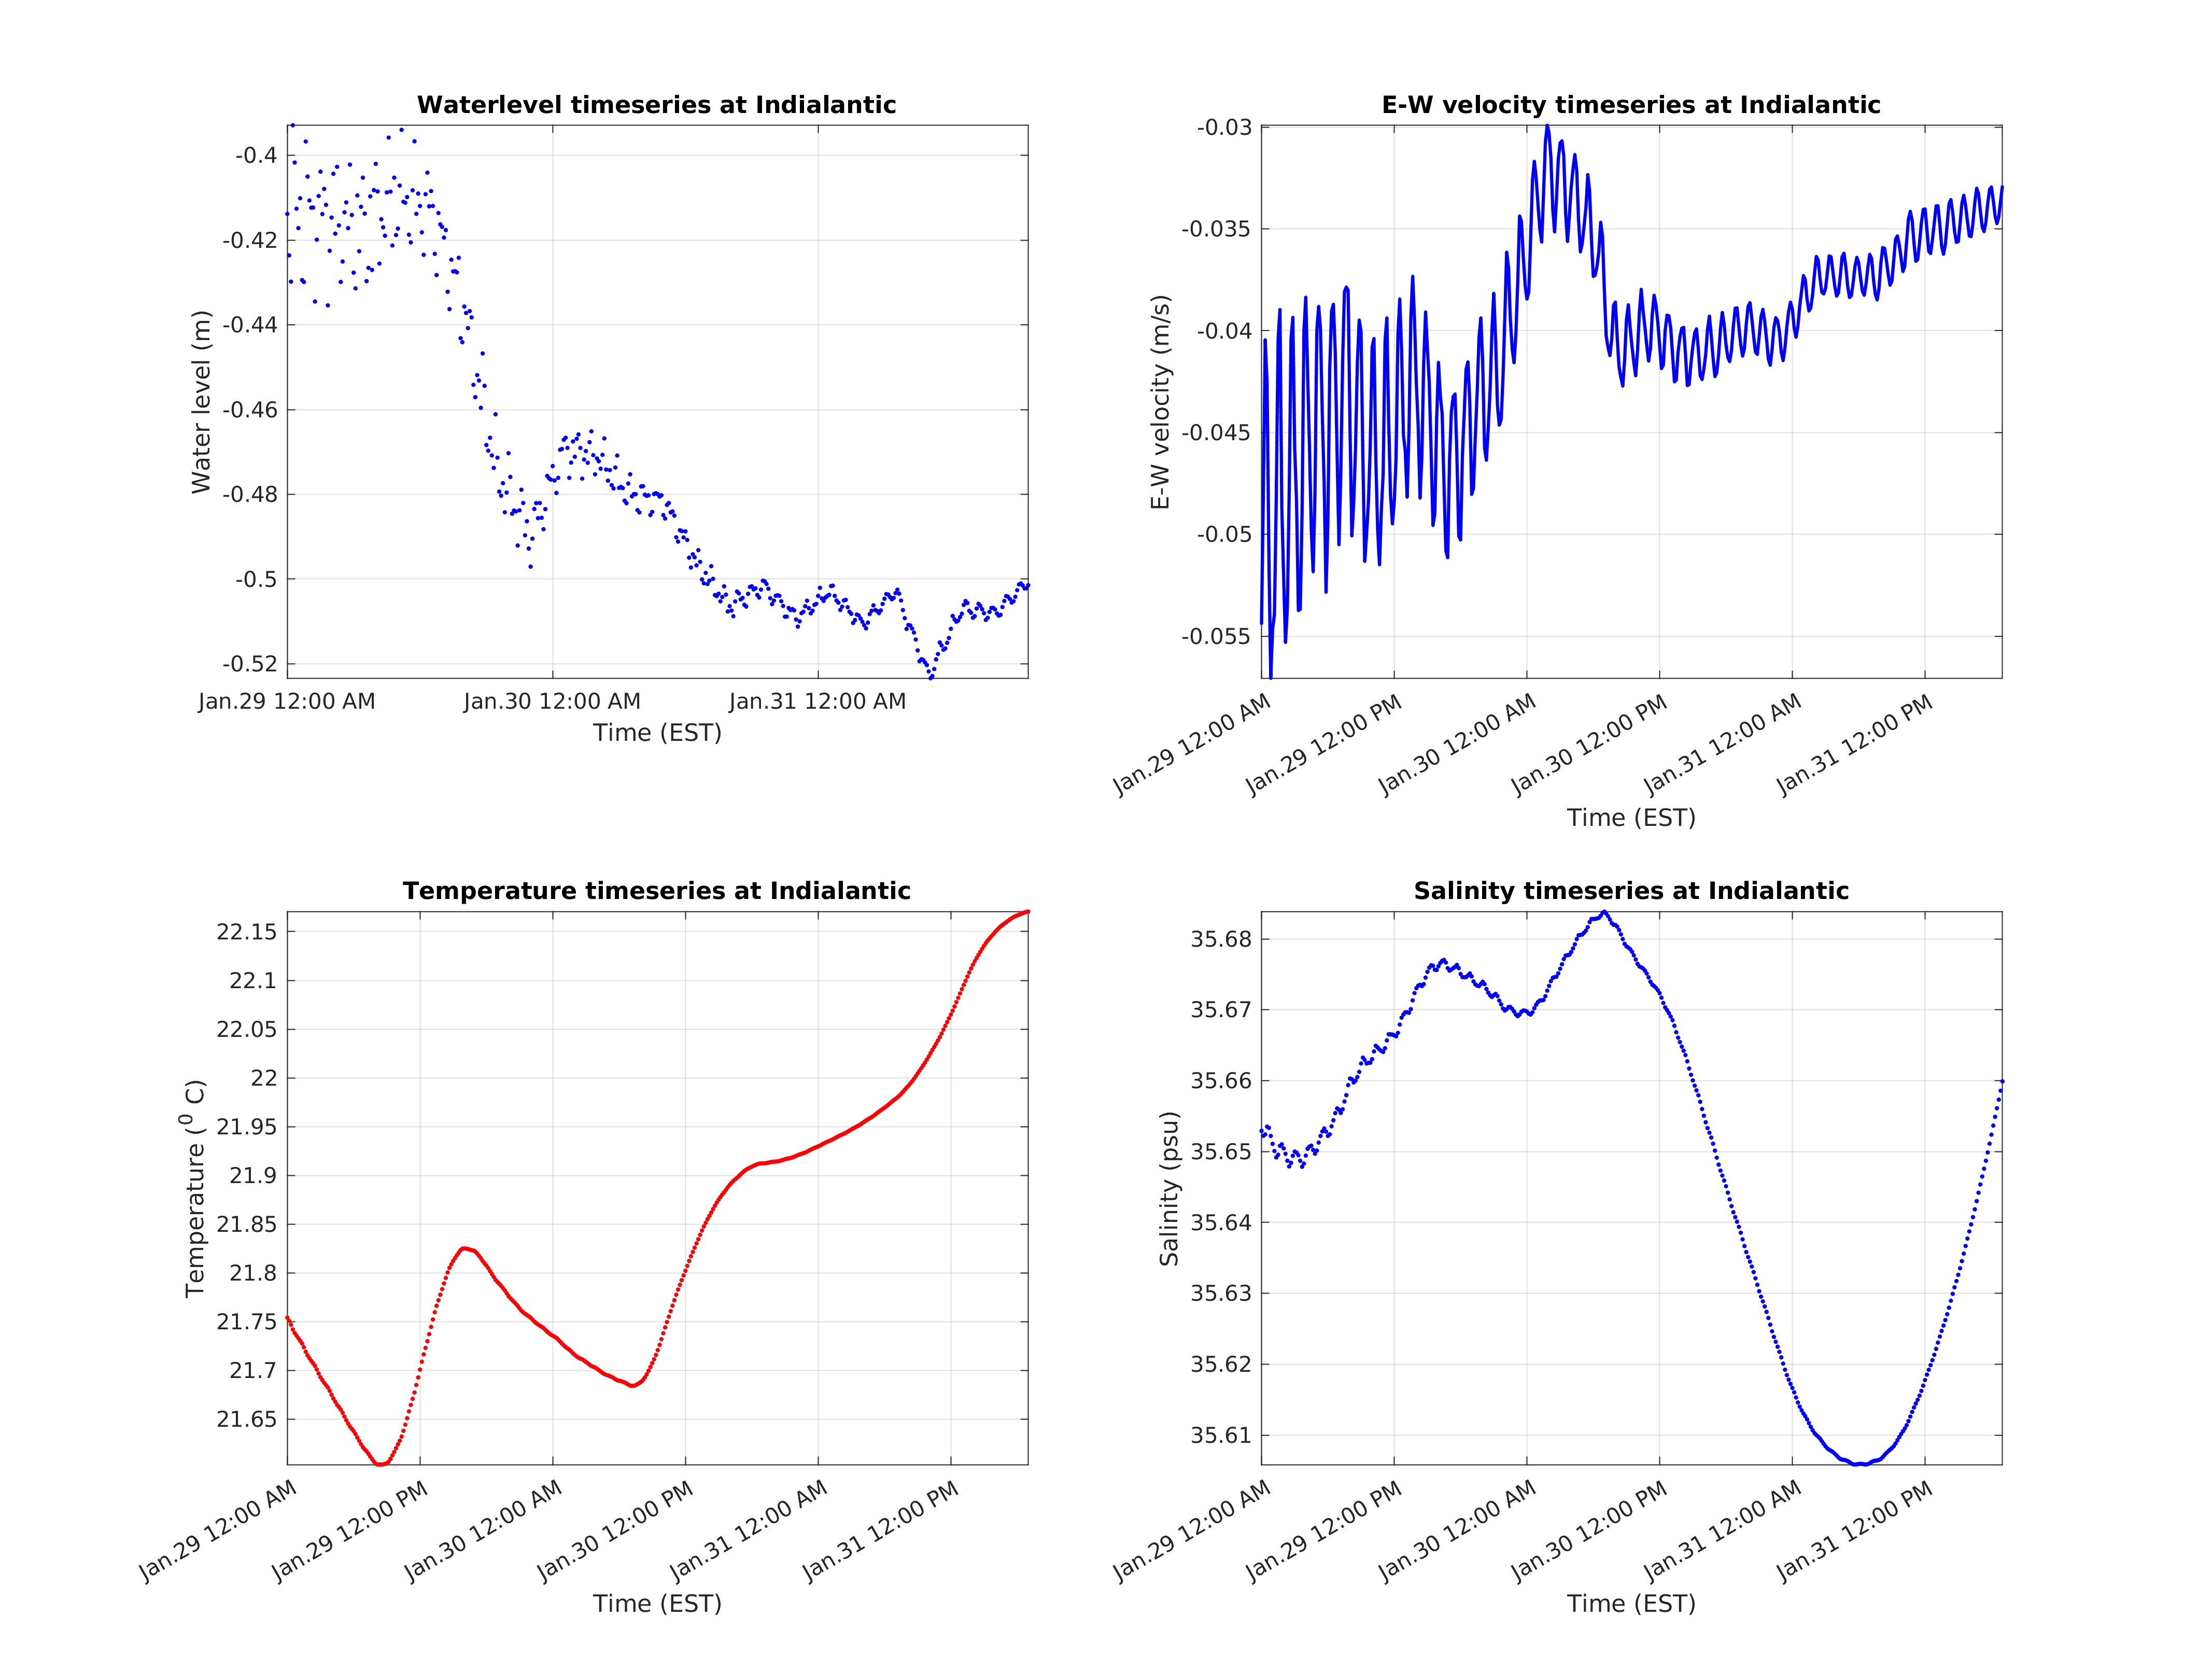 Waterlevel timeseries at Indialantic
-0.4
-0.42
-0.44
-0.46
-0.48
-0.5
-0.52
Water level (m)
Jan.29 12:00 AM
Jan.30 12:00 AM
Jan.31 12:00 AM
Time (EST)
E-W velocity timeseries at Indialantic
-0.03
-0.035
-0.04
-0.045
-0.05
-0.055
E-W velocity (m/s)
Jan.29 12:00 AM
Jan.29 12:00 PM
Jan.30 12:00 AM
Jan.30 12:00 PM
Jan.31 12:00 AM
Jan.31 12:00 PM
Time (EST)
Temperature timeseries at Indialantic
22.15
22.1
22.05
22
21.95
21.9
21.85
21.8
21.75
21.7
21.65
Temperature (⁰ C)
Jan.29 12:00 AM
Jan.29 12:00 PM
Jan.30 12:00 AM
Jan.30 12:00 PM
Jan.31 12:00 AM
Jan.31 12:00 PM
Time (EST)
Salinity timeseries at Indialantic
35.68
35.67
35.66
35.65
35.64
35.63
35.62
35.61
Salinity (psu)
Jan.29 12:00 AM
Jan.29 12:00 PM
Jan.30 12:00 AM
Jan.30 12:00 PM
Jan.31 12:00 AM
Jan.31 12:00 PM
Time (EST)